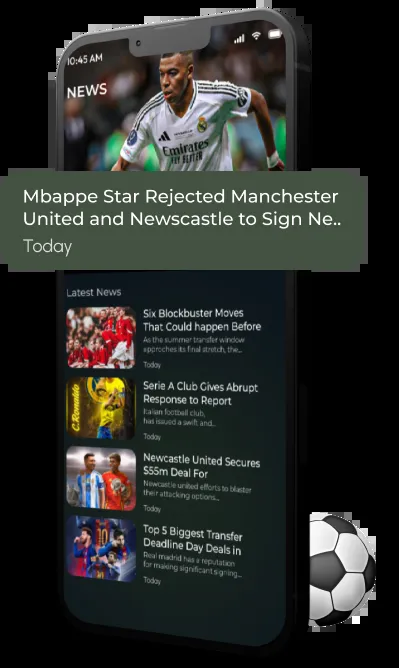 10:45 AM
NEWS
Emirates
FLY BETTER
Mbappe Star Rejected Manchester
United and Newscastle to Sign Ne..
Today
Latest News
Six Blockbuster Moves
That Could happen Before
As the summer transfer window
approches its final stretch, the...
Today
C.Ronaldo
Serie A Club Gives Abrupt
Response to Report
Italian football club,
has issued a swift and...
Today
Newcastle United Secures
$55m Deal For
Newcastle united efforts to bluster
their attacking options...
Today
Top 5 Biggest Transfer
Deadline Day Deals in
Real madrid has a reputation
for making significant signing...
Today